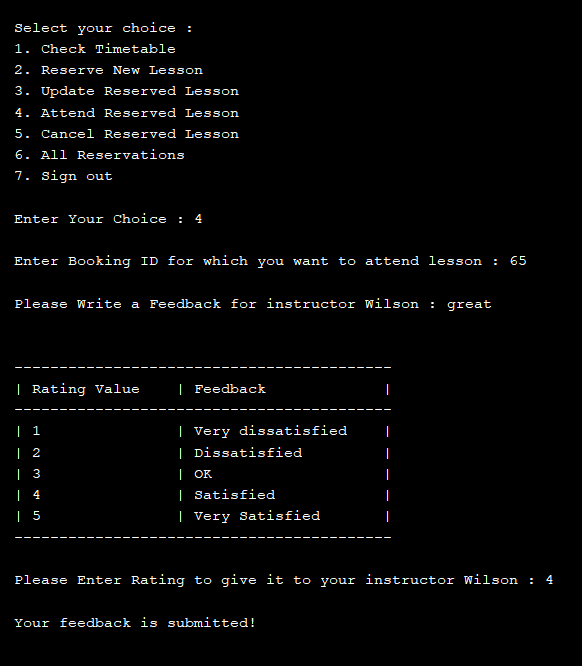 Select your choice :
1. Check Timetable
2. Reserve New Lesson
3. Update Reserved Lesson
4. Attend Reserved Lesson
5. Cancel Reserved Lesson
6. All Reservations
7. Sign out
Enter Your Choice : 4
Enter Booking ID for which you want to attend lesson : 65
Please Write a Feedback for instructor Wilson : great
------------------------------------------
| Rating Value    | Feedback             |
------------------------------------------
| 1               | Very dissatisfied    |
| 2               | Dissatisfied         |
| 3               | OK                   |
| 4               | Satisfied            |
| 5               | Very Satisfied       |
------------------------------------------
Please Enter Rating to give it to your instructor Wilson : 4
Your feedback is submitted!